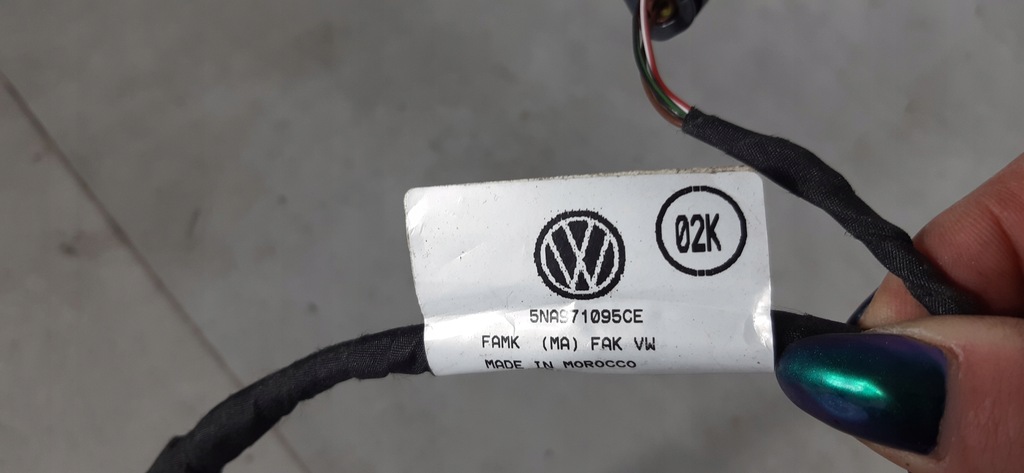 02K
5NA971095CE
FAMK (MA) FAK VW
MADE IN MOROCCO